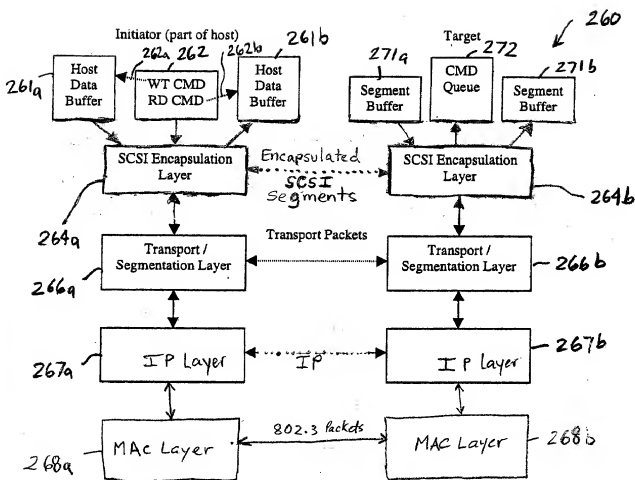 260
Initiator (part of host)
Target
262a
262
262b
261b
271a
272
271b
261a
Host
Data
Buffer
WT CMD
RD CMD
Host
Data
Buffer
Segment
Buffer
CMD
Queue
Segment
Buffer
SCSI Encapsulation
Layer
Encapsulated
SCSI
Segments
SCSI Encapsulation
Layer
264a
264b
Transport /
Segmentation Layer
Transport Packets
Transport /
Segmentation Layer
266a
266b
IP Layer
IP
IP Layer
267a
267b
MAC Layer
802.3 Packets
MAC Layer
268a
268b